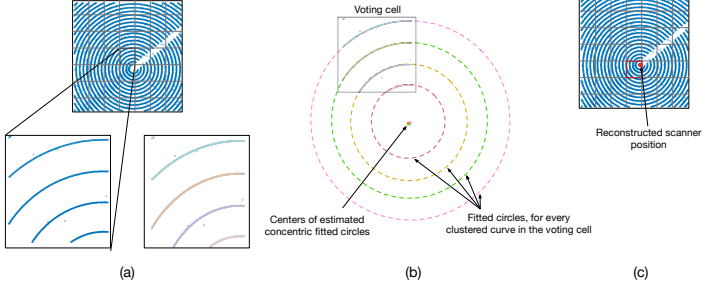 Voting cell
Reconstructed scanner
position
Centers of estimated
concentric fitted circles
Fitted circles, for every
clustered curve in the voting cell
(a)
(b)
(c)